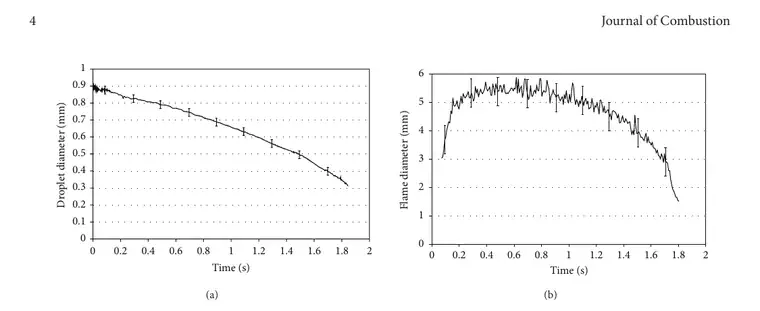 4
Journal of Combustion
1
0.9
0.8
0.7
0.6
0.5
0.4
0.3
0.2
0.1
0
Droplet diameter (mm)
0 0.2 0.4 0.6 0.8 1 1.2 1.4 1.6 1.8 2
Time (s)
(a)
6
5
4
3
2
1
0
Flame diameter (mm)
0 0.2 0.4 0.6 0.8 1 1.2 1.4 1.6 1.8 2
Time (s)
(b)